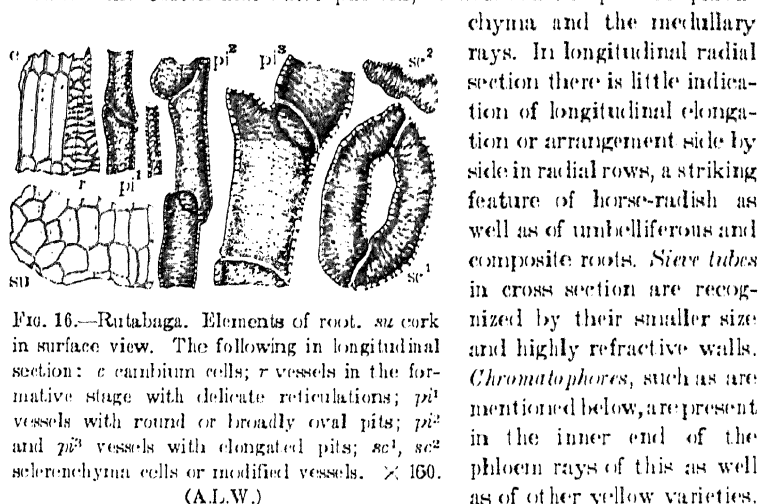 chyma and the medullary
rays. In longitudinal radial
section there is little indica-
tion of longitudinal elonga-
tion or arrangement side by
side in radial rows, a striking
feature of horse-radish as
well as of umbelliferous and
composite roots. Sieve tubes
in cross section are recog-
nized by their smaller size
and highly refractive walls.
Chromatophores, such as are
mentioned below, are present
in the inner end of the
phloem rays of this as well
as of other yellow varieties.
c
pi²
pi³
sc²
r
pi¹
su
sc¹
FIG. 16.—Rutabaga. Elements of root. su cork
in surface view. The following in longitudinal
section: c cambium cells; r vessels in the for-
mative stage with delicate reticulations; pi¹
vessels with round or broadly oval pits; pi²
and pi³ vessels with elongated pits; sc¹, sc²
sclerenchyma cells or modified vessels. × 160.
(A.L.W.)